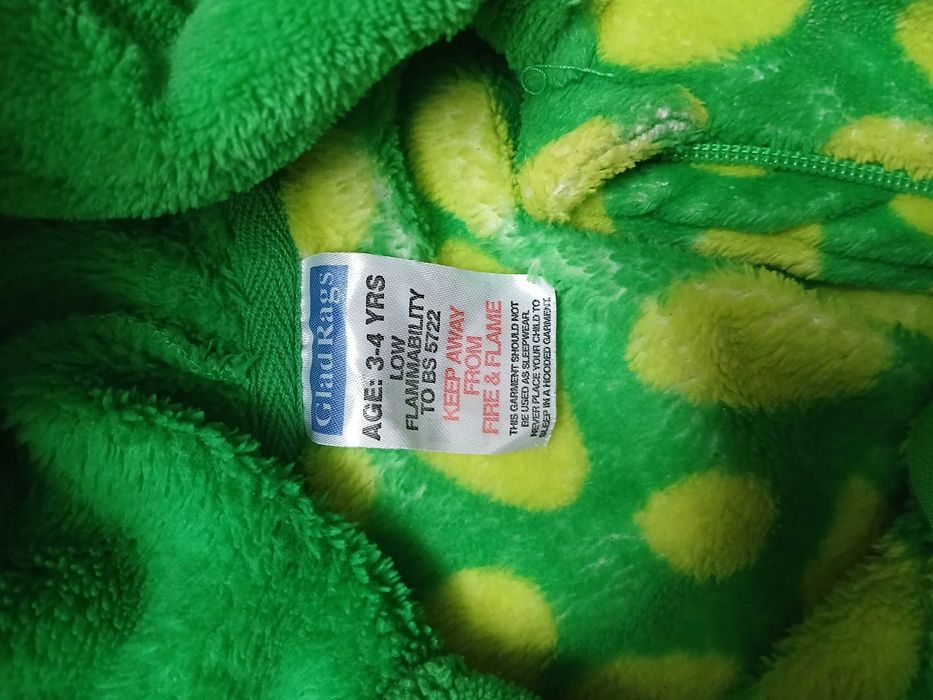 Glad Rags
AGE: 3-4 YRS
LOW
FLAMMABILITY
TO BS 5722
KEEP AWAY
FROM
FIRE & FLAME
THIS GARMENT SHOULD NOT
BE USED AS SLEEPWEAR.
NEVER PLACE YOUR CHILD TO
SLEEP IN A HOODED GARMENT.